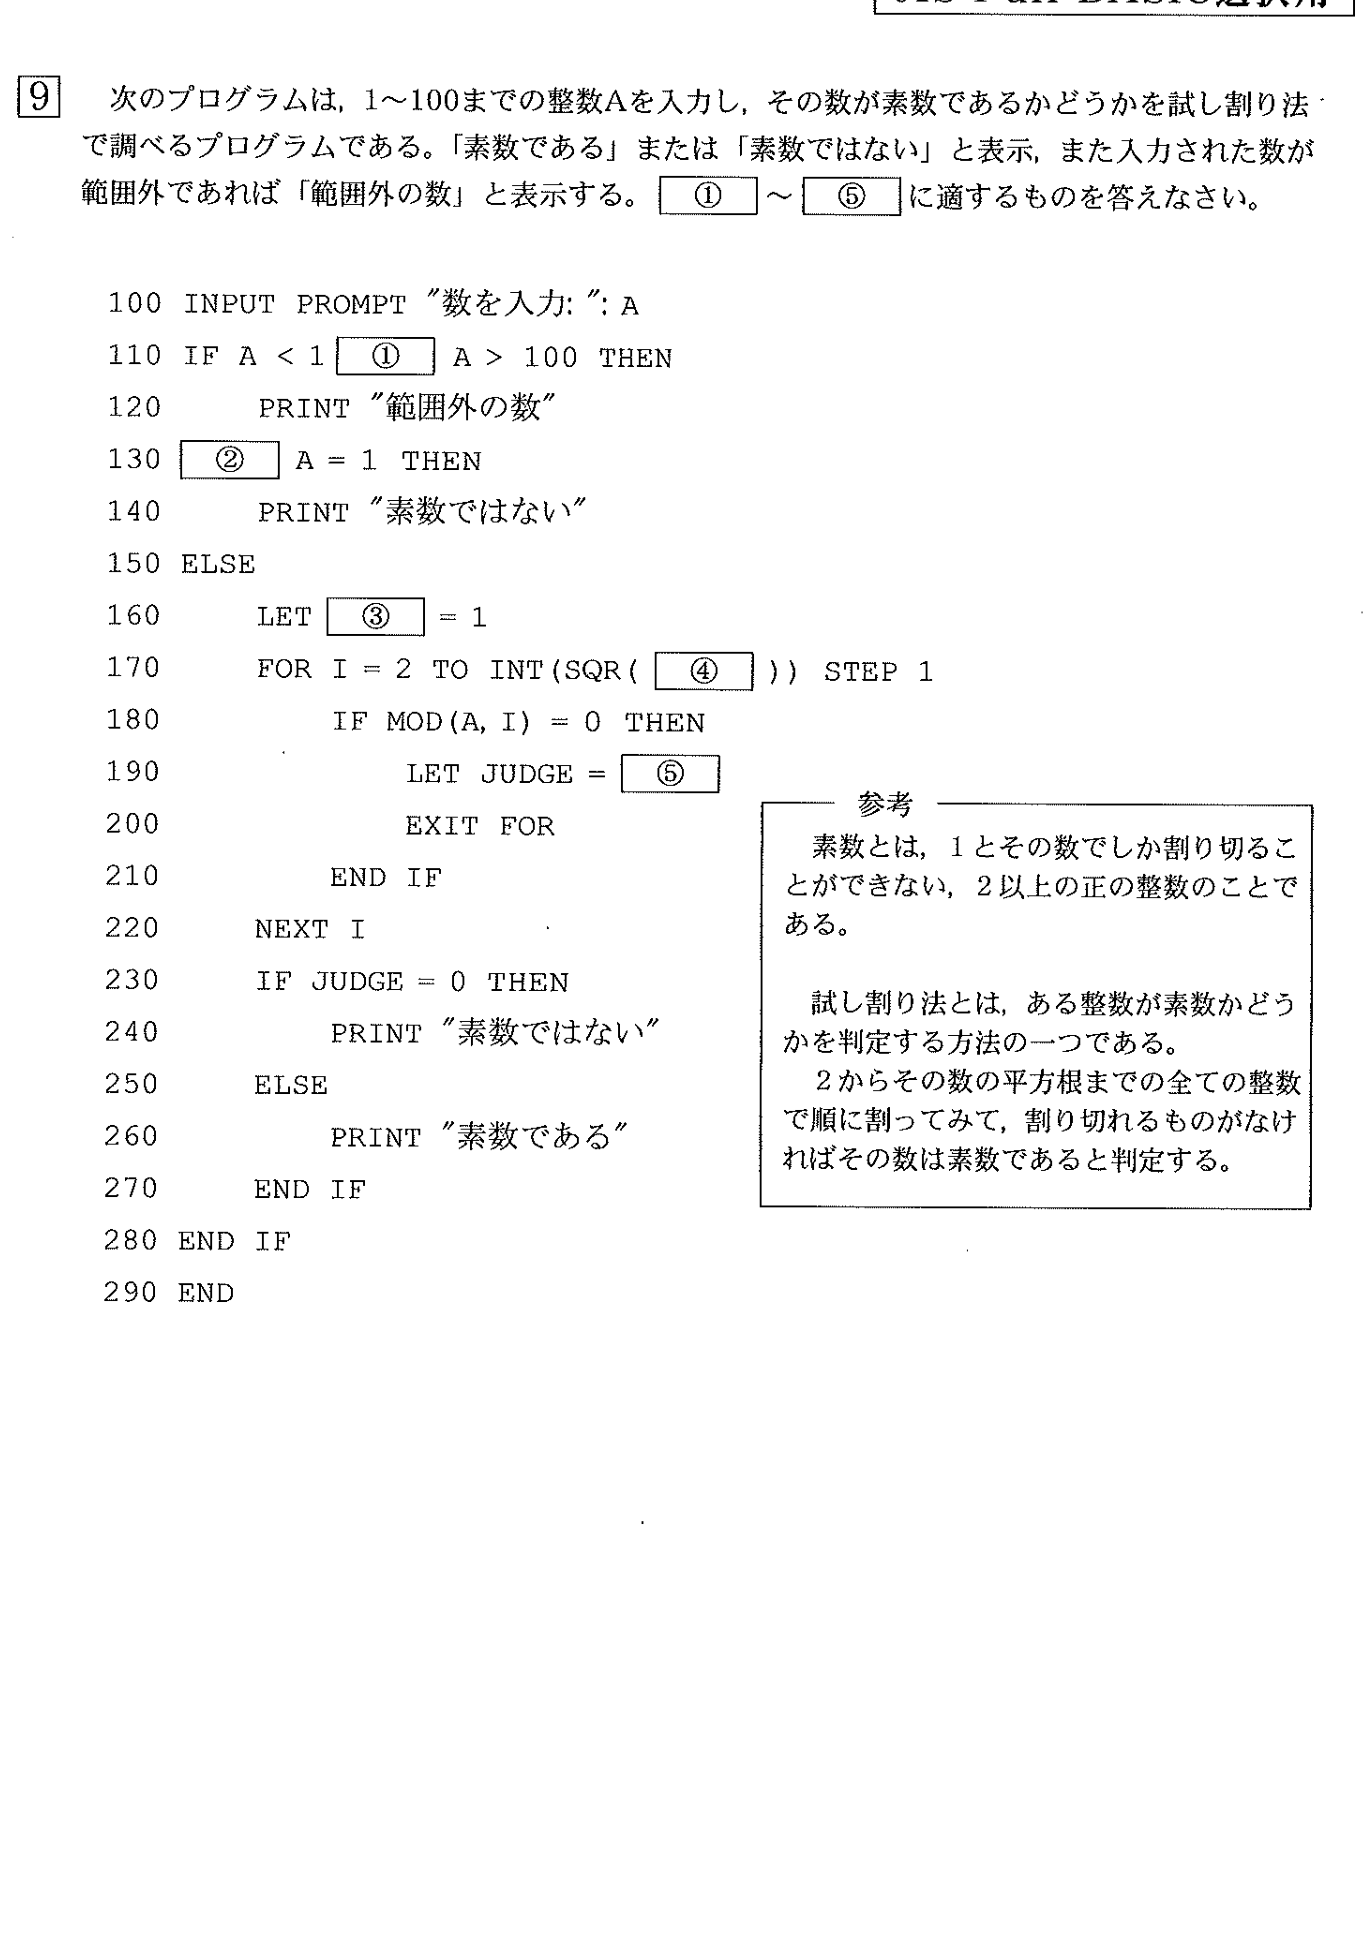 9 次のプログラムは，1～100までの整数Aを入力し，その数が素数であるかどうかを試し割り法
で調べるプログラムである。「素数である」または「素数ではない」と表示，また入力された数が
範囲外であれば「範囲外の数」と表示する。 ① ～ ⑤ に適するものを答えなさい。
100 INPUT PROMPT ″数を入力: ″: A
110 IF A < 1 ① A > 100 THEN
120 PRINT ″範囲外の数″
130 ② A = 1 THEN
140 PRINT ″素数ではない″
150 ELSE
160 LET ③ = 1
170 FOR I = 2 TO INT(SQR( ④ )) STEP 1
180 IF MOD(A, I) = 0 THEN
190 LET JUDGE = ⑤
200 EXIT FOR
210 END IF
220 NEXT I
230 IF JUDGE = 0 THEN
240 PRINT ″素数ではない″
250 ELSE
260 PRINT ″素数である″
270 END IF
280 END IF
290 END
参考
素数とは，1とその数でしか割り切るこ
とができない，2以上の正の整数のことで
ある。
試し割り法とは，ある整数が素数かどう
かを判定する方法の一つである。
2からその数の平方根までの全ての整数
で順に割ってみて，割り切れるものがなけ
ればその数は素数であると判定する。